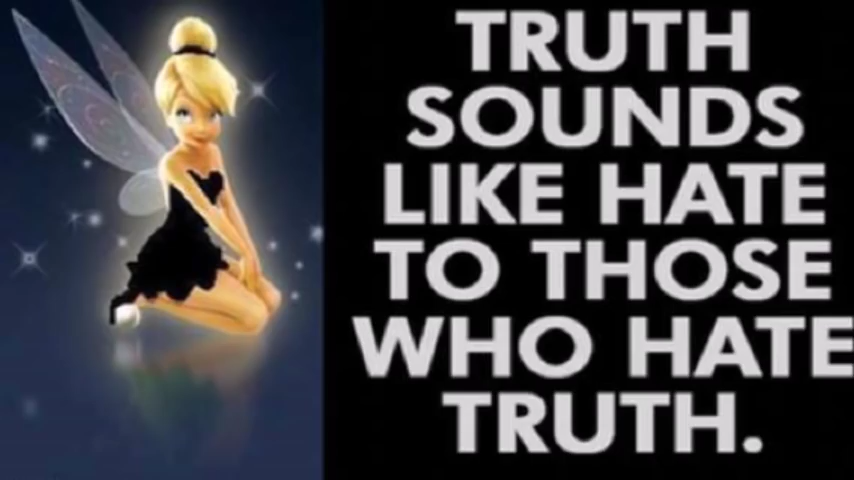 TRUTH
SOUNDS
LIKE HATE
TO THOSE
WHO HATE
TRUTH.